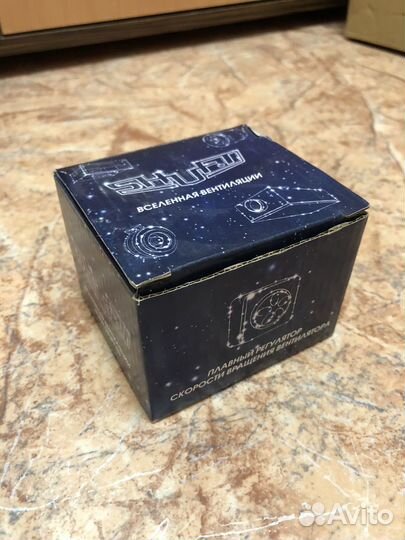 SHUFT
ВСЕЛЕННАЯ ВЕНТИЛЯЦИИ
ПЛАВНЫЙ РЕГУЛЯТОР
СКОРОСТИ ВРАЩЕНИЯ ВЕНТИЛЯТОРА
Avito